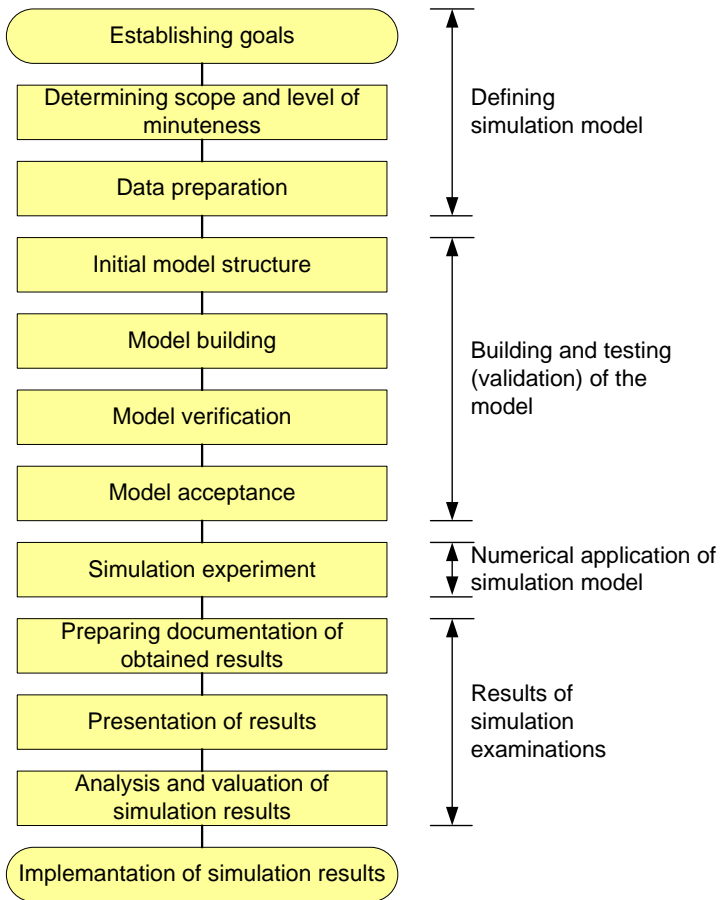 Establishing goals
Determining scope and level of
minuteness
Data preparation
Defining
simulation model
Initial model structure
Model building
Model verification
Model acceptance
Building and testing
(validation) of the
model
Simulation experiment
Numerical application of
simulation model
Preparing documentation of
obtained results
Presentation of results
Analysis and valuation of
simulation results
Results of
simulation
examinations
Implemantation of simulation results